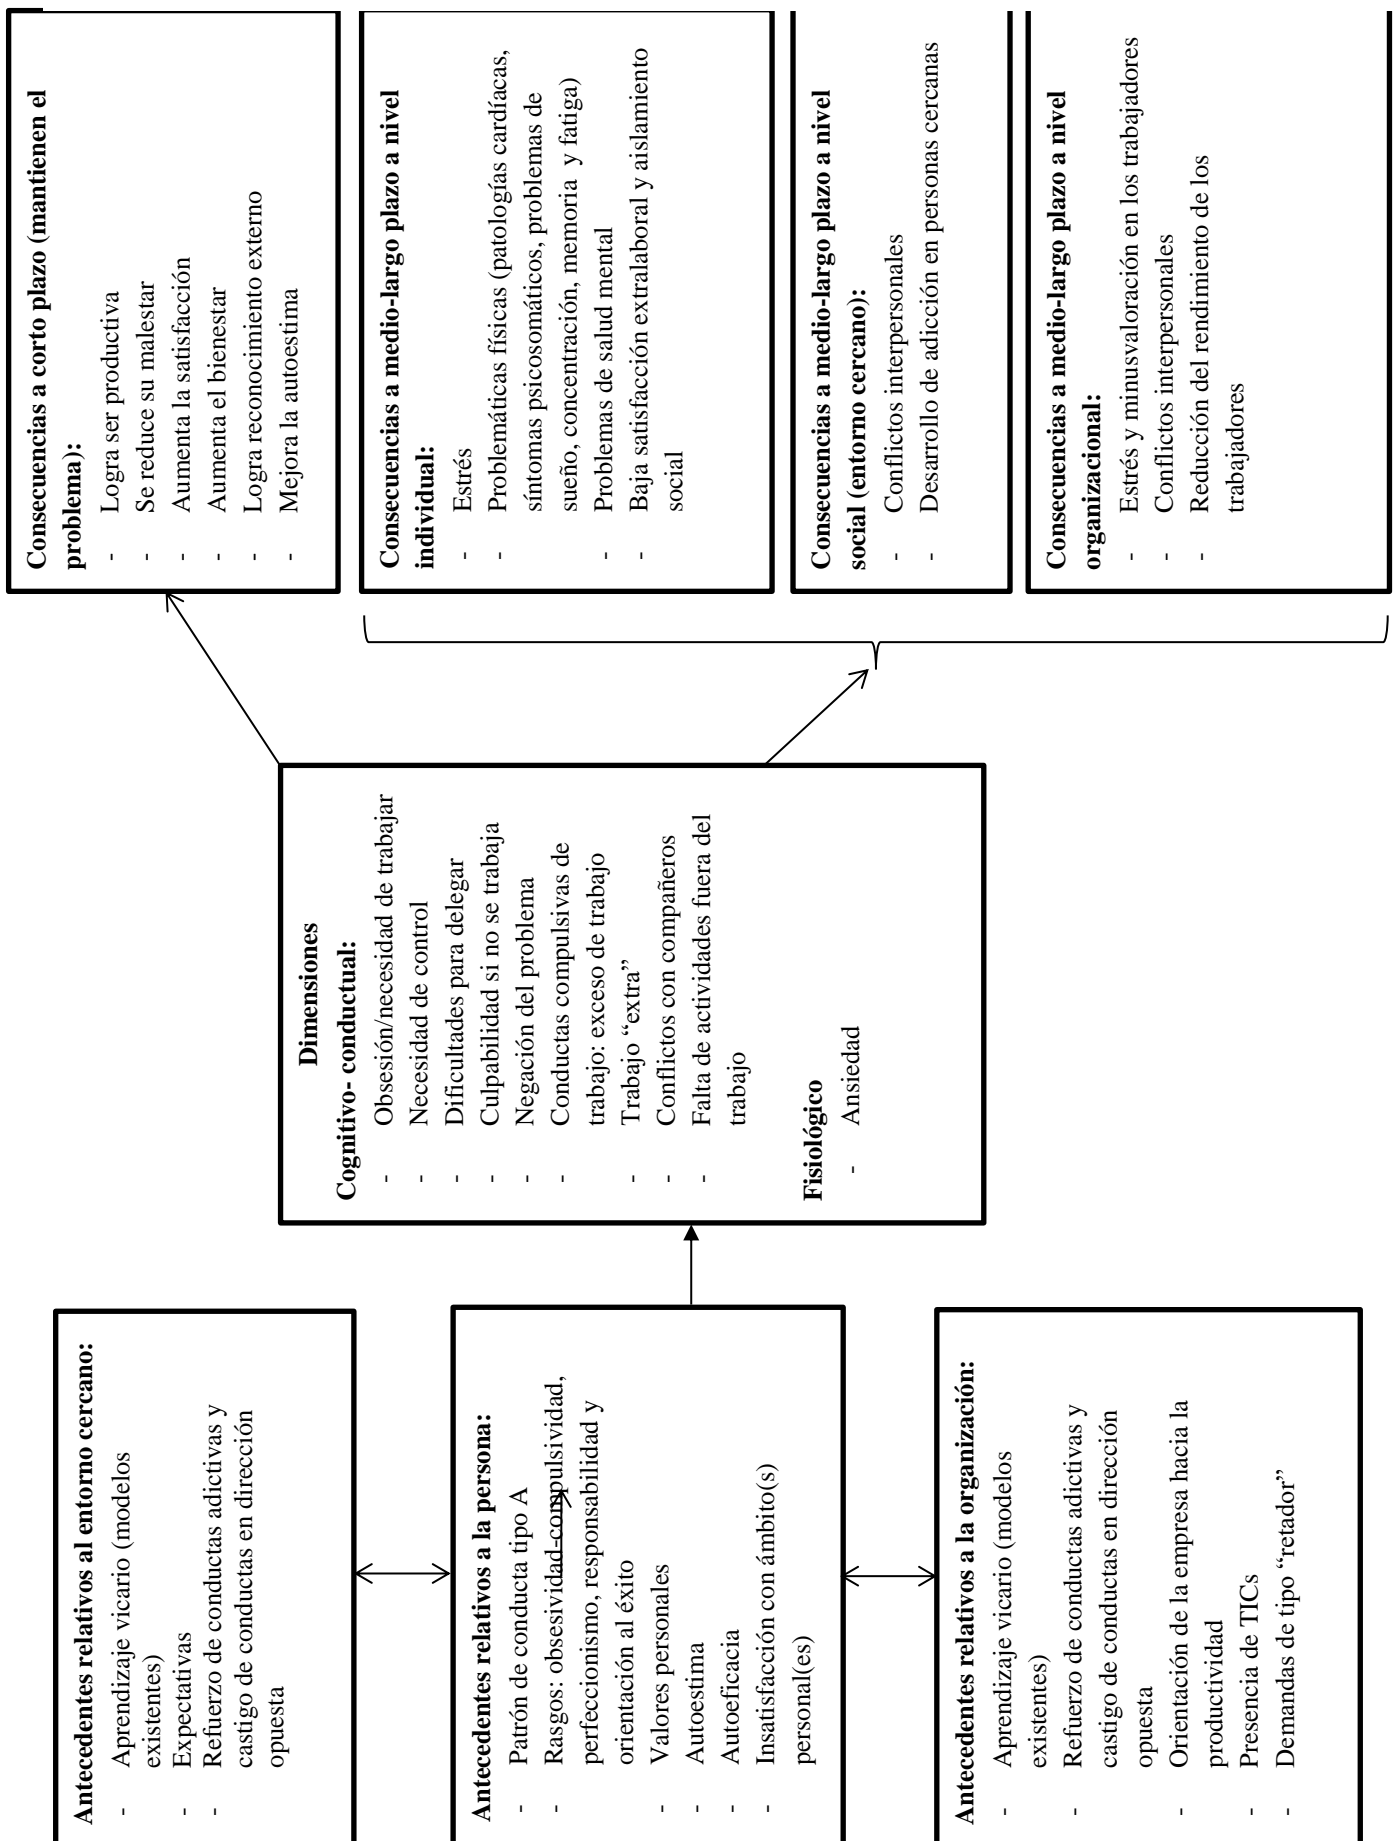 Antecedentes relativos al entorno cercano:
- Aprendizaje vicario (modelos
existentes)
- Expectativas
- Refuerzo de conductas adictivas y
castigo de conductas en dirección
opuesta
Antecedentes relativos a la persona:
- Patrón de conducta tipo A
- Rasgos: obsesividad-compulsividad,
perfeccionismo, responsabilidad y
orientación al éxito
- Valores personales
- Autoestima
- Autoeficacia
- Insatisfacción con ámbito(s)
personal(es)
Antecedentes relativos a la organización:
- Aprendizaje vicario (modelos
existentes)
- Refuerzo de conductas adictivas y
castigo de conductas en dirección
opuesta
- Orientación de la empresa hacia la
productividad
- Presencia de TICs
- Demandas de tipo “retador”
Dimensiones
Cognitivo- conductual:
- Obsesión/necesidad de trabajar
- Necesidad de control
- Dificultades para delegar
- Culpabilidad si no se trabaja
- Negación del problema
- Conductas compulsivas de
trabajo: exceso de trabajo
- Trabajo “extra”
- Conflictos con compañeros
- Falta de actividades fuera del
trabajo
Fisiológico
- Ansiedad
Consecuencias a corto plazo (mantienen el
problema):
- Logra ser productiva
- Se reduce su malestar
- Aumenta la satisfacción
- Aumenta el bienestar
- Logra reconocimiento externo
- Mejora la autoestima
Consecuencias a medio-largo plazo a nivel
individual:
- Estrés
- Problemáticas físicas (patologías cardíacas,
síntomas psicosomáticos, problemas de
sueño, concentración, memoria y fatiga)
- Problemas de salud mental
- Baja satisfacción extralaboral y aislamiento
social
Consecuencias a medio-largo plazo a nivel
social (entorno cercano):
- Conflictos interpersonales
- Desarrollo de adicción en personas cercanas
Consecuencias a medio-largo plazo a nivel
organizacional:
- Estrés y minusvaloración en los trabajadores
- Conflictos interpersonales
- Reducción del rendimiento de los
trabajadores